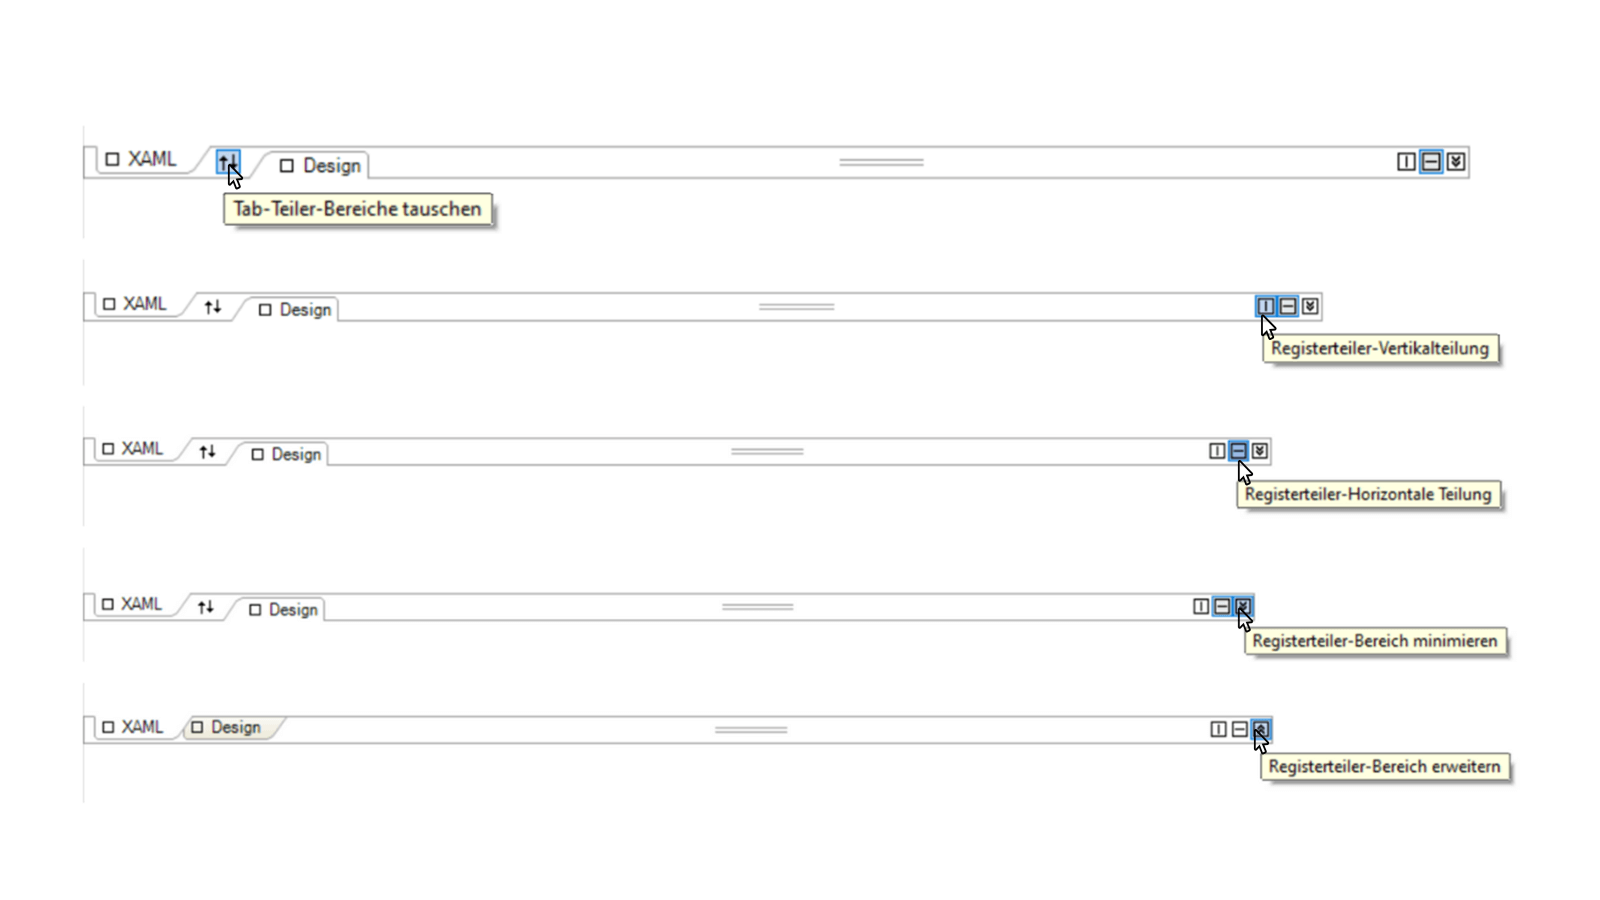 XAML Design
Tab-Teiler-Bereiche tauschen
XAML Design
Registerteiler-Vertikalteilung
XAML Design
Registerteiler-Horizontale Teilung
XAML Design
Registerteiler-Bereich minimieren
XAML Design
Registerteiler-Bereich erweitern